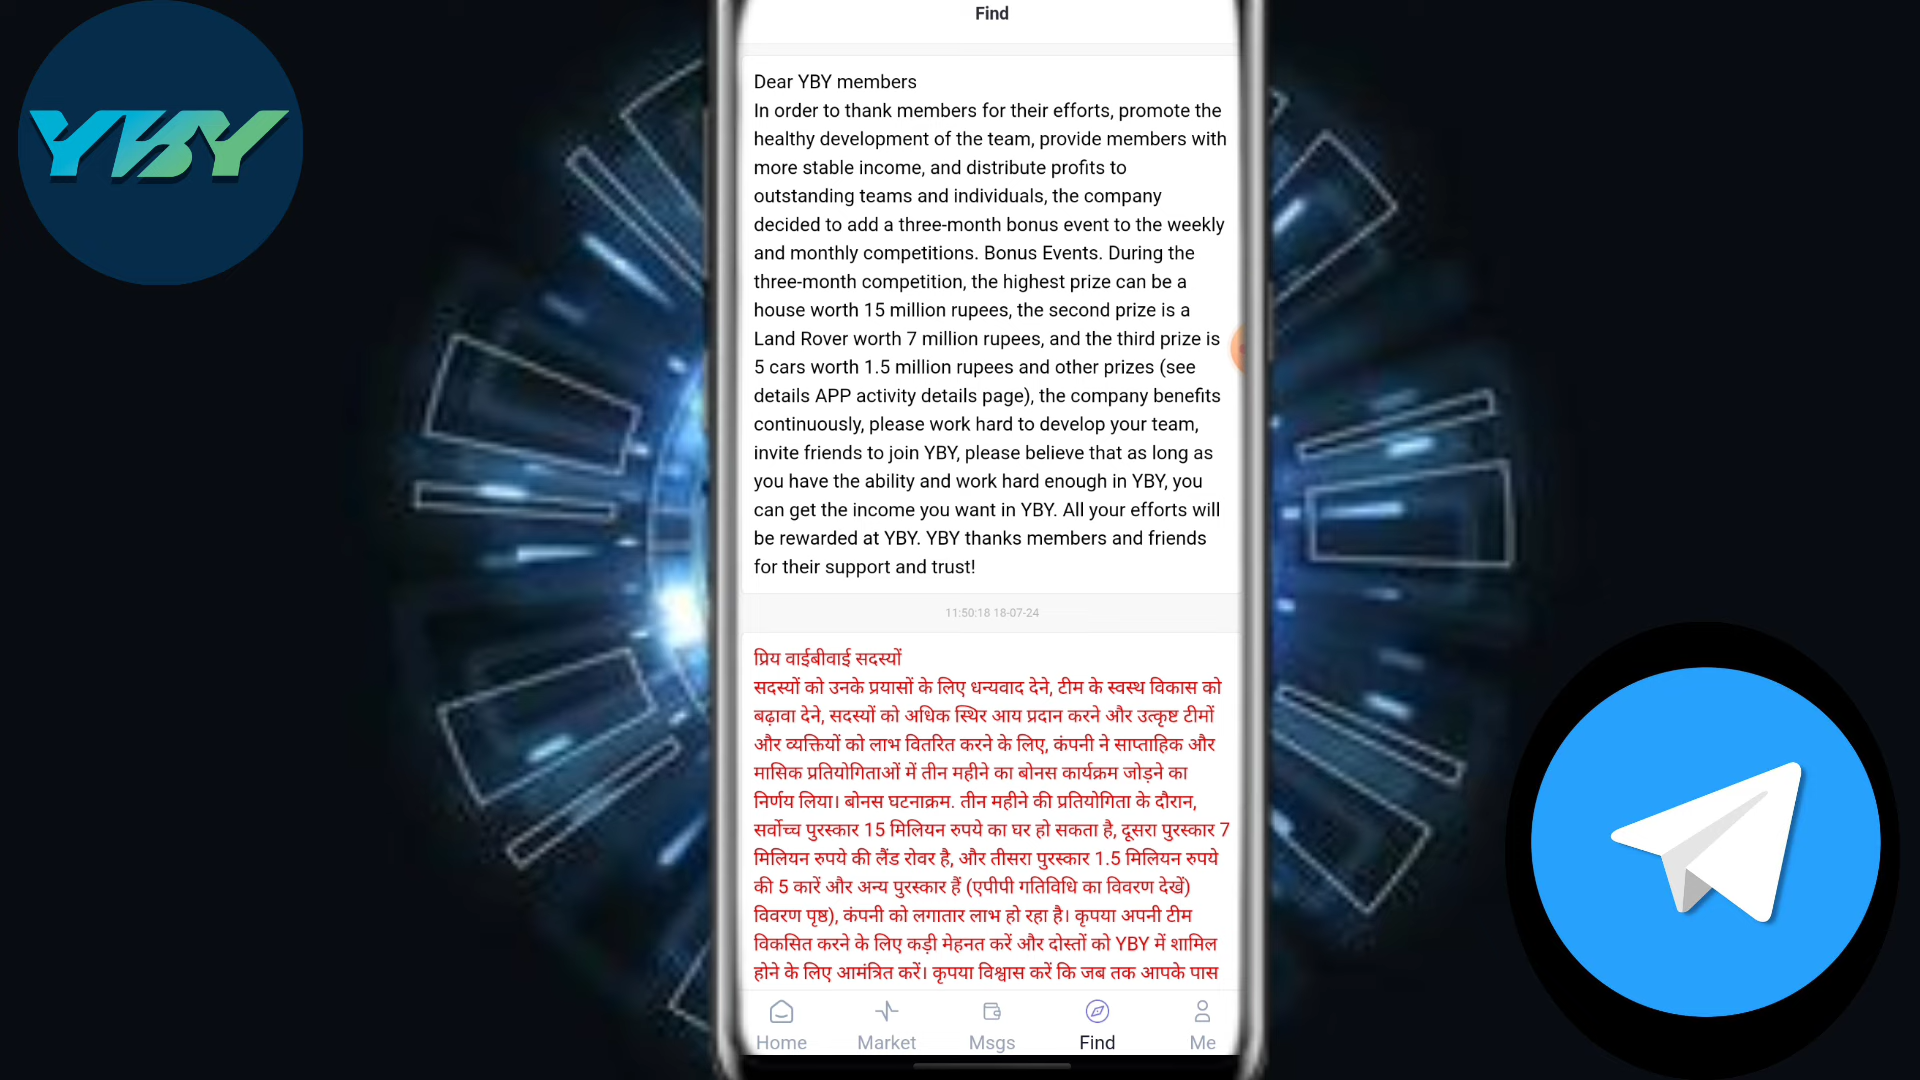 YBY
Find
Dear YBY members
In order to thank members for their efforts, promote the
healthy development of the team, provide members with
more stable income, and distribute profits to
outstanding teams and individuals, the company
decided to add a three-month bonus event to the weekly
and monthly competitions. Bonus Events. During the
three-month competition, the highest prize can be a
house worth 15 million rupees, the second prize is a
Land Rover worth 7 million rupees, and the third prize is
5 cars worth 1.5 million rupees and other prizes (see
details APP activity details page), the company benefits
continuously, please work hard to develop your team,
invite friends to join YBY, please believe that as long as
you have the ability and work hard enough in YBY, you
can get the income you want in YBY. All your efforts will
be rewarded at YBY. YBY thanks members and friends
for their support and trust!
11:50:18 18-07-24
प्रिय वाईबीवाई सदस्यों
सदस्यों को उनके प्रयासों के लिए धन्यवाद देने, टीम के स्वस्थ विकास को
बढ़ावा देने, सदस्यों को अधिक स्थिर आय प्रदान करने और उत्कृष्ट टीमों
और व्यक्तियों को लाभ वितरित करने के लिए, कंपनी ने साप्ताहिक और
मासिक प्रतियोगिताओं में तीन महीने का बोनस कार्यक्रम जोड़ने का
निर्णय लिया। बोनस घटनाक्रम. तीन महीने की प्रतियोगिता के दौरान,
सर्वोच्च पुरस्कार 15 मिलियन रुपये का घर हो सकता है, दूसरा पुरस्कार 7
मिलियन रुपये की लैंड रोवर है, और तीसरा पुरस्कार 1.5 मिलियन रुपये
की 5 कारें और अन्य पुरस्कार हैं (एपीपी गतिविधि का विवरण देखें)
विवरण पृष्ठ), कंपनी को लगातार लाभ हो रहा है। कृपया अपनी टीम
विकसित करने के लिए कड़ी मेहनत करें और दोस्तों को YBY में शामिल
होने के लिए आमंत्रित करें। कृपया विश्वास करें कि जब तक आपके पास
Home Market Msgs Find Me